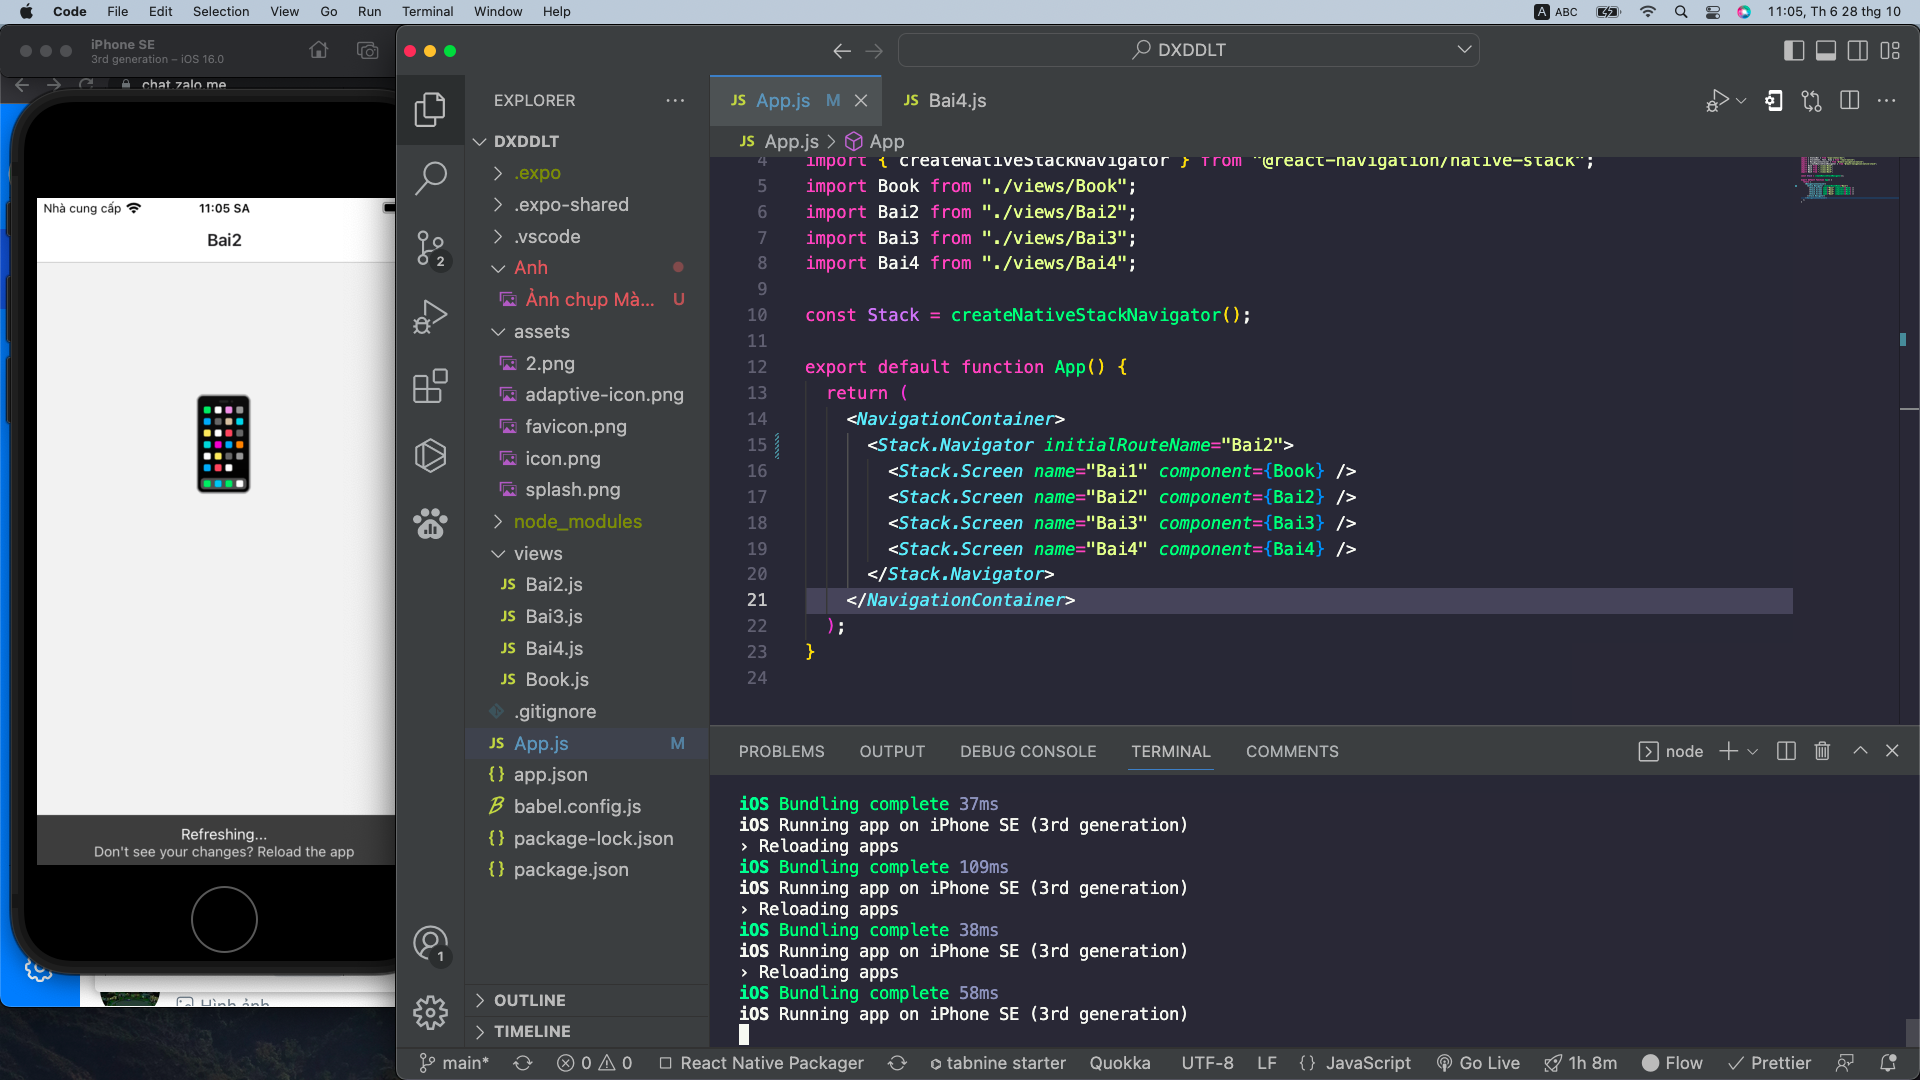 Code File Edit Selection View Go Run Terminal Window Help
A ABC 11:05, Th 6 28 thg 10
iPhone SE
3rd generation – iOS 16.0
chat.zalo.me
Nhà cung cấp 11:05 SA
Bai2
Refreshing...
Don't see your changes? Reload the app
Hình ảnh
DXDDLT
2
1
EXPLORER ...
DXDDLT
.expo
.expo-shared
.vscode
Anh
Ảnh chụp Mà... U
assets
2.png
adaptive-icon.png
favicon.png
icon.png
splash.png
node_modules
views
JS Bai2.js
JS Bai3.js
JS Bai4.js
JS Book.js
.gitignore
JS App.js M
{} app.json
babel.config.js
{} package-lock.json
{} package.json
OUTLINE
TIMELINE
JS App.js M
JS Bai4.js
JS App.js > App
4 import { createNativeStackNavigator } from "@react-navigation/native-stack";
5 import Book from "./views/Book";
6 import Bai2 from "./views/Bai2";
7 import Bai3 from "./views/Bai3";
8 import Bai4 from "./views/Bai4";
9
10 const Stack = createNativeStackNavigator();
11
12 export default function App() {
13 return (
14 <NavigationContainer>
15 <Stack.Navigator initialRouteName="Bai2">
16 <Stack.Screen name="Bai1" component={Book} />
17 <Stack.Screen name="Bai2" component={Bai2} />
18 <Stack.Screen name="Bai3" component={Bai3} />
19 <Stack.Screen name="Bai4" component={Bai4} />
20 </Stack.Navigator>
21 </NavigationContainer>
22 );
23 }
24
PROBLEMS OUTPUT DEBUG CONSOLE TERMINAL COMMENTS node
iOS Bundling complete 37ms
iOS Running app on iPhone SE (3rd generation)
› Reloading apps
iOS Bundling complete 109ms
iOS Running app on iPhone SE (3rd generation)
› Reloading apps
iOS Bundling complete 38ms
iOS Running app on iPhone SE (3rd generation)
› Reloading apps
iOS Bundling complete 58ms
iOS Running app on iPhone SE (3rd generation)
main* 0 0 React Native Packager tabnine starter Quokka UTF-8 LF {} JavaScript Go Live 1h 8m Flow Prettier